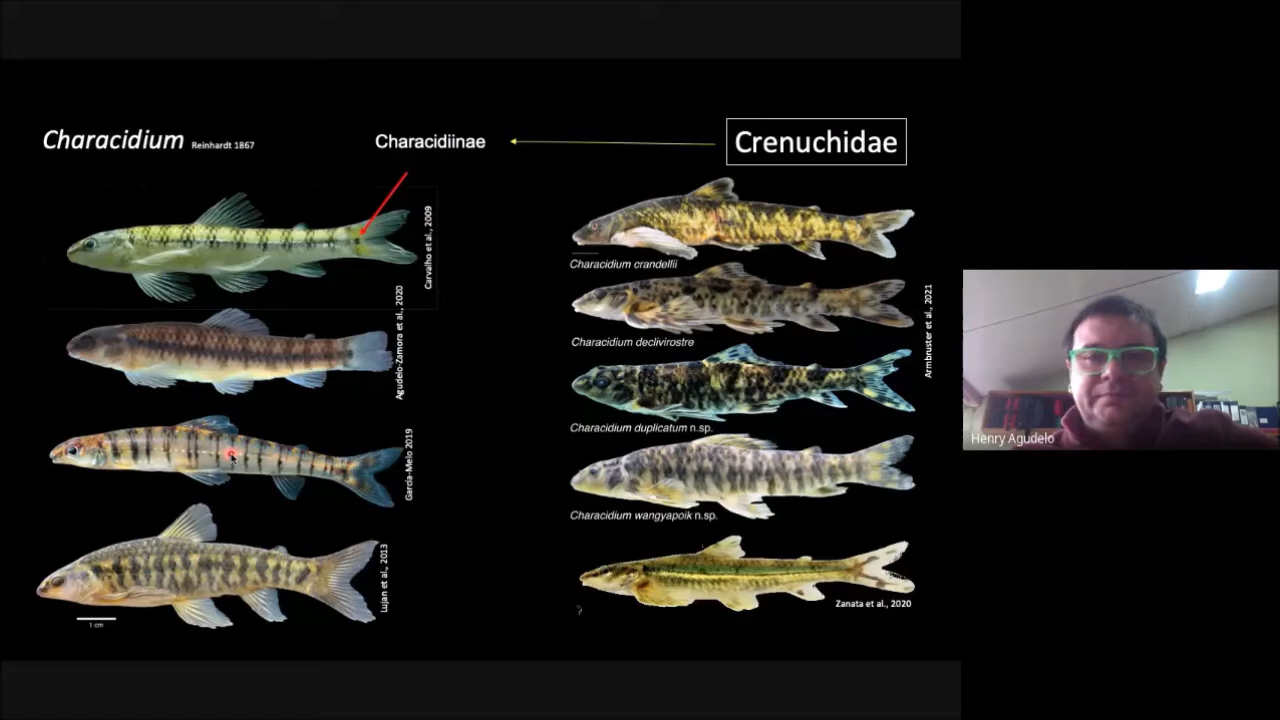 Characidium Reinhardt 1867
Characidiinae
Crenuchidae
Carvalho et al., 2009
Agudelo-Zamora et al., 2020
Garcia-Melo 2019
Lujan et al., 2013
1 cm
Characidium crandellii
Characidium declivirostre
Characidium duplicatum n.sp.
Characidium wangyapoik n.sp.
Armbruster et al., 2021
Zanata et al., 2020
Henry Agudelo